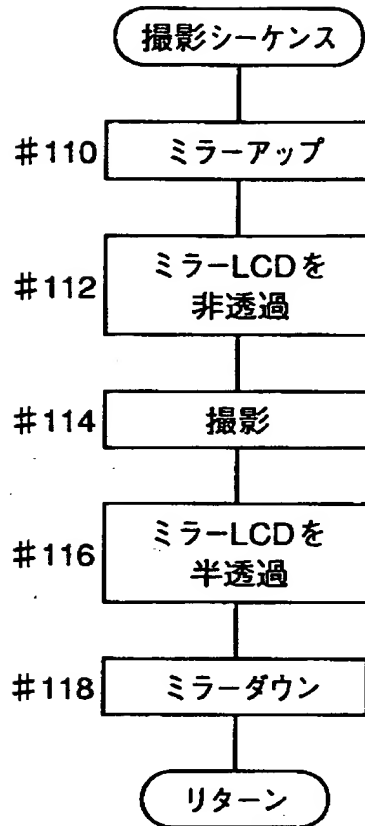 撮影シーケンス
#110 ミラーアップ
#112 ミラーLCDを
非透過
#114 撮影
#116 ミラーLCDを
半透過
#118 ミラーダウン
リターン